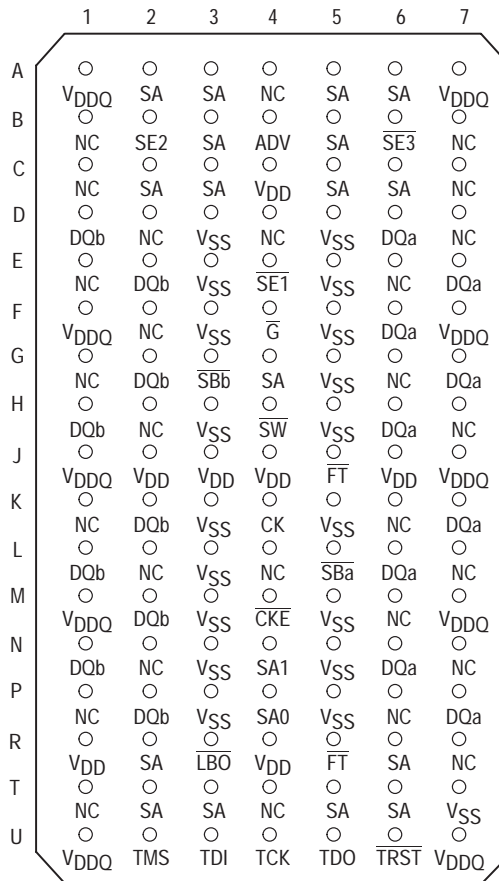 1 2 3 4 5 6 7
A
VDDQ SA SA NC SA SA VDDQ
B
NC SE2 SA ADV SA SE3 NC
C
NC SA SA VDD SA SA NC
D
DQb NC VSS NC VSS DQa NC
E
NC DQb VSS SE1 VSS NC DQa
F
VDDQ NC VSS G VSS DQa VDDQ
G
NC DQb SBb SA VSS NC DQa
H
DQb NC VSS SW VSS DQa NC
J
VDDQ VDD VDD VDD FT VDD VDDQ
K
NC DQb VSS CK VSS NC DQa
L
DQb NC VSS NC SBa DQa NC
M
VDDQ DQb VSS CKE VSS NC VDDQ
N
DQb NC VSS SA1 VSS DQa NC
P
NC DQb VSS SA0 VSS NC DQa
R
VDD SA LBO VDD FT SA NC
T
NC SA SA NC SA SA VSS
U
VDDQ TMS TDI TCK TDO TRST VDDQ